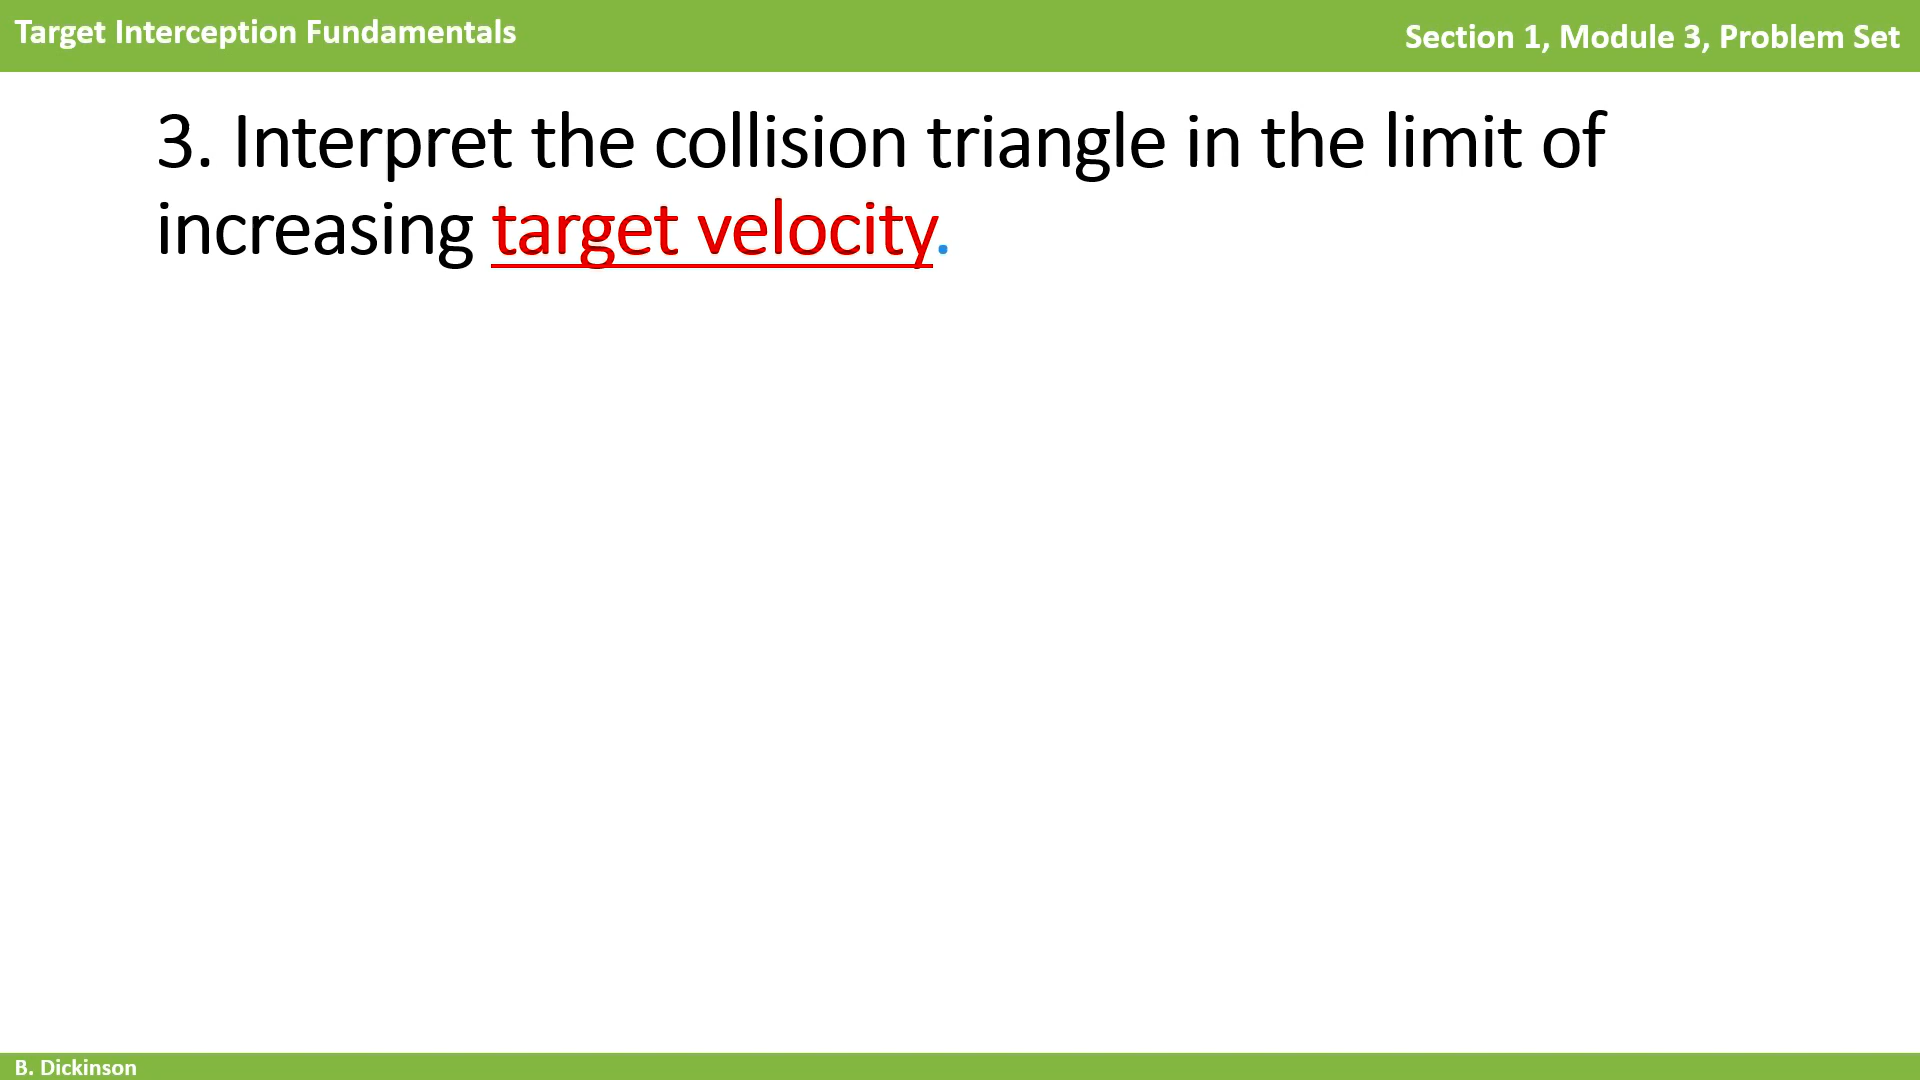 Target Interception Fundamentals
Section 1, Module 3, Problem Set
3. Interpret the collision triangle in the limit of
increasing target velocity.
B. Dickinson